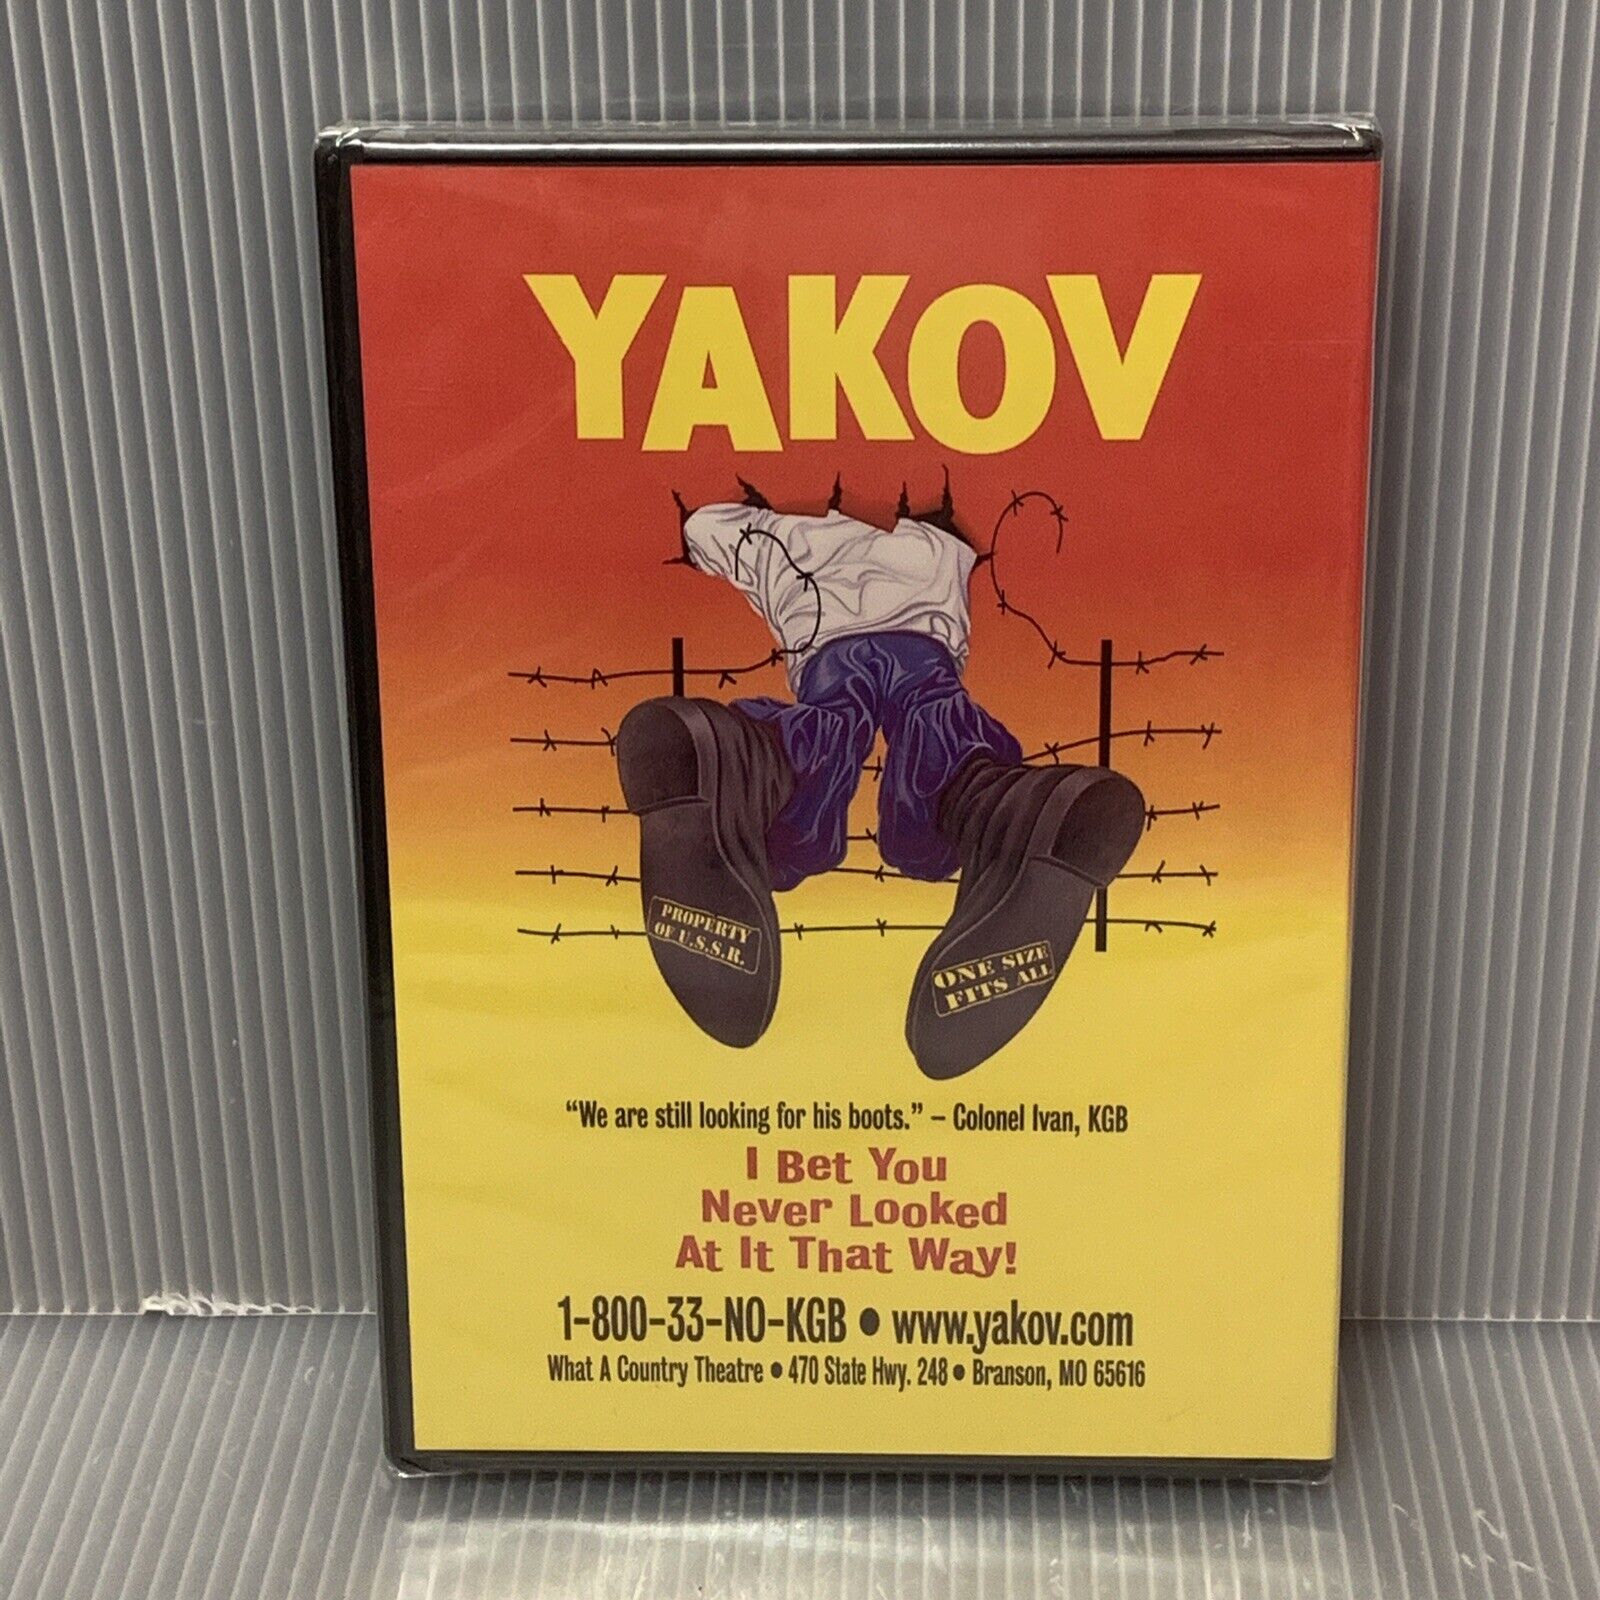 YAKOV
PROPERTY
OF U.S.S.R.
ONE SIZE
FITS ALL
“We are still looking for his boots.” – Colonel Ivan, KGB
I Bet You
Never Looked
At It That Way!
1-800-33-NO-KGB • www.yakov.com
What A Country Theatre • 470 State Hwy. 248 • Branson, MO 65616